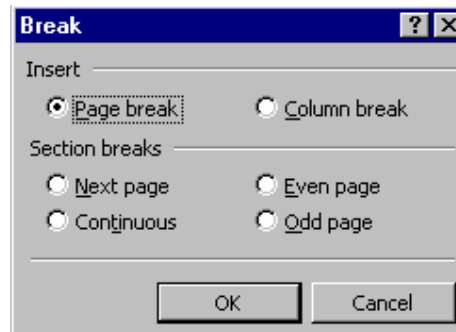 Break
Insert
Page break Column break
Section breaks
Next page Even page
Continuous Odd page
OK Cancel